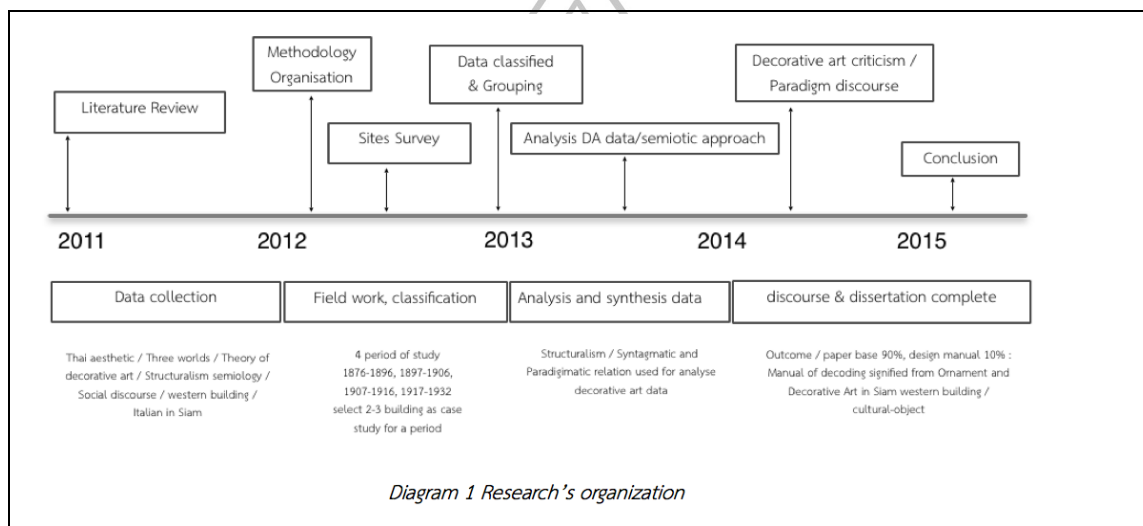 Literature Review
Methodology
Organisation
Sites Survey
Data classified
& Grouping
Analysis DA data/semiotic approach
Decorative art criticism /
Paradigm discourse
Conclusion
2011
2012
2013
2014
2015
Data collection
Field work, classification
Analysis and synthesis data
discourse & dissertation complete
Thai aesthetic / Three worlds / Theory of
decorative art / Structuralism semiology /
Social discourse / western building /
Italian in Siam
4 period of study
1876-1896, 1897-1906,
1907-1916, 1917-1932
select 2-3 building as case
study for a period
Structuralism / Syntagmatic and
Paradigmatic relation used for analyse
decorative art data
Outcome / paper base 90%, design manual 10% :
Manual of decoding signified from Ornament and
Decorative Art in Siam western building /
cultural-object
Diagram 1 Research's organization